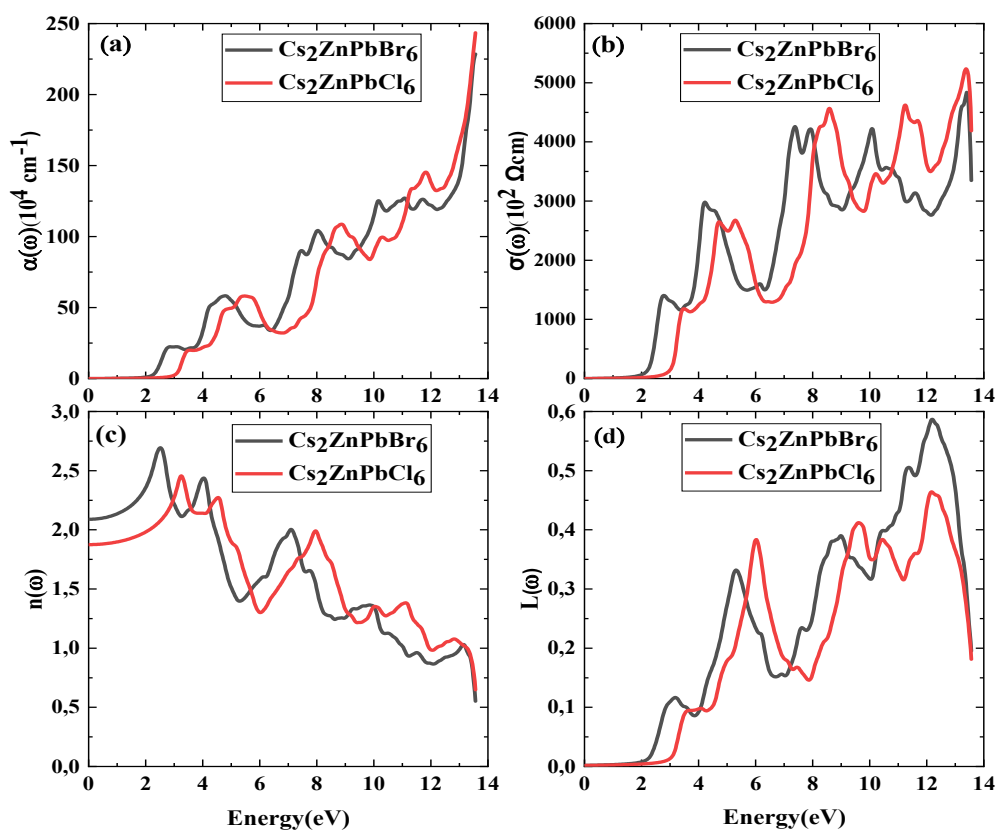 (a)
Cs2ZnPbBr6
Cs2ZnPbCl6
α(ω)(10⁴ cm⁻¹)
250
200
150
100
50
0
0 2 4 6 8 10 12 14
(b)
Cs2ZnPbBr6
Cs2ZnPbCl6
σ(ω)(10² Ωcm)
6000
5000
4000
3000
2000
1000
0
0 2 4 6 8 10 12 14
(c)
Cs2ZnPbBr6
Cs2ZnPbCl6
n(ω)
3,0
2,5
2,0
1,5
1,0
0,5
0,0
0 2 4 6 8 10 12 14
Energy(eV)
(d)
Cs2ZnPbBr6
Cs2ZnPbCl6
L(ω)
0,6
0,5
0,4
0,3
0,2
0,1
0,0
0 2 4 6 8 10 12 14
Energy(eV)